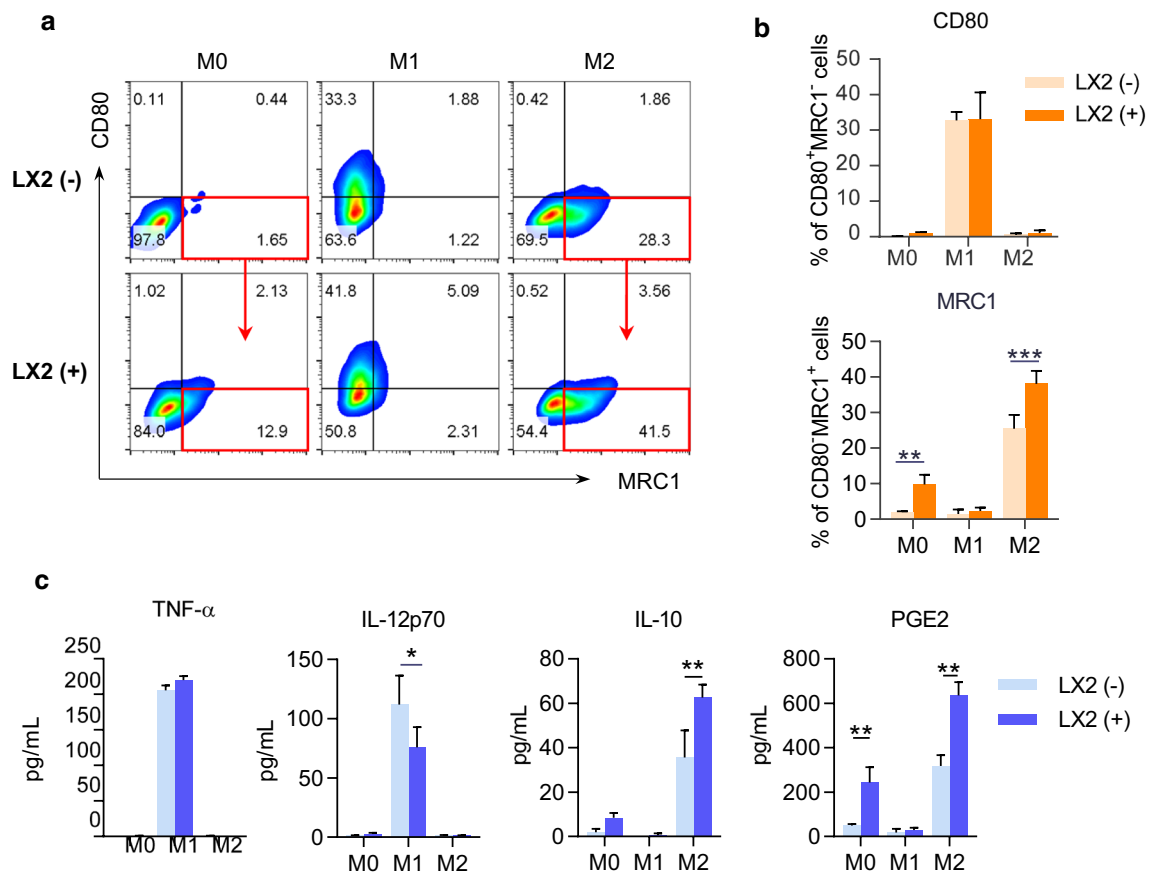 a
M0 M1 M2
CD80
LX2 (-)
0.11 0.44
97.8 1.65
33.3 1.88
63.6 1.22
0.42 1.86
69.5 28.3
LX2 (+)
1.02 2.13
84.0 12.9
41.8 5.09
50.8 2.31
0.52 3.56
54.4 41.5
MRC1
b
CD80
% of CD80⁺MRC1⁻ cells
50
40
30
20
10
0
M0 M1 M2
LX2 (-)
LX2 (+)
MRC1
% of CD80⁻MRC1⁺ cells
50
40
30
20
10
0
** ***
M0 M1 M2
c
TNF-α
pg/mL
250
200
150
100
50
0
M0 M1 M2
IL-12p70
pg/mL
150
100
50
0
*
M0 M1 M2
IL-10
pg/mL
80
60
40
20
0
**
M0 M1 M2
PGE2
pg/mL
800
600
400
200
0
** **
M0 M1 M2
LX2 (-)
LX2 (+)